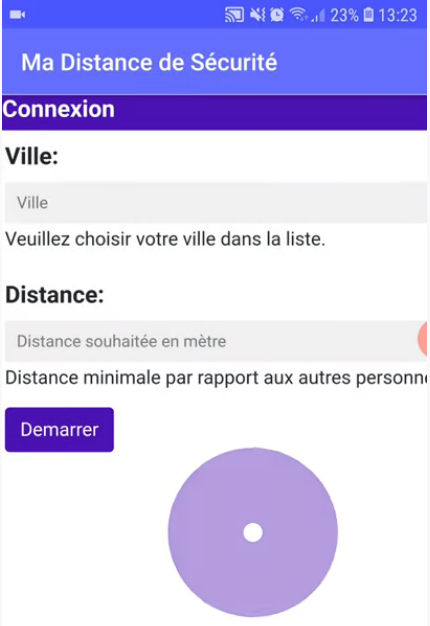 23% 13:23
Ma Distance de Sécurité
Connexion
Ville:
Ville
Veuillez choisir votre ville dans la liste.
Distance:
Distance souhaitée en mètre
Distance minimale par rapport aux autres
Demarrer